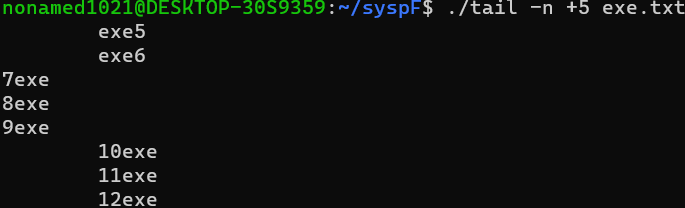 nonamed1021@DESKTOP-30S9359:~/syspF$ ./tail -n +5 exe.txt
        exe5
        exe6
7exe
8exe
9exe
        10exe
        11exe
        12exe